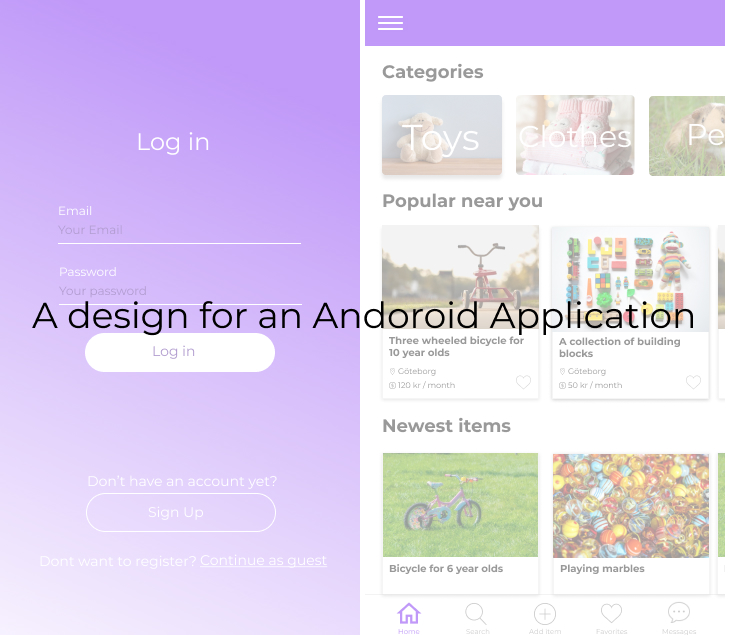 Log in
Email
Your Email
Password
Your password
Log in
Don't have an account yet?
Sign Up
Dont want to register? Continue as guest
A design for an Andoroid Application
Categories
Toys
Clothes
Pe
Popular near you
Three wheeled bicycle for
10 year olds
Göteborg
120 kr / month
A collection of building
blocks
Göteborg
50 kr / month
Newest items
Bicycle for 6 year olds
Playing marbles
Home
Search
Add item
Favorites
Messages